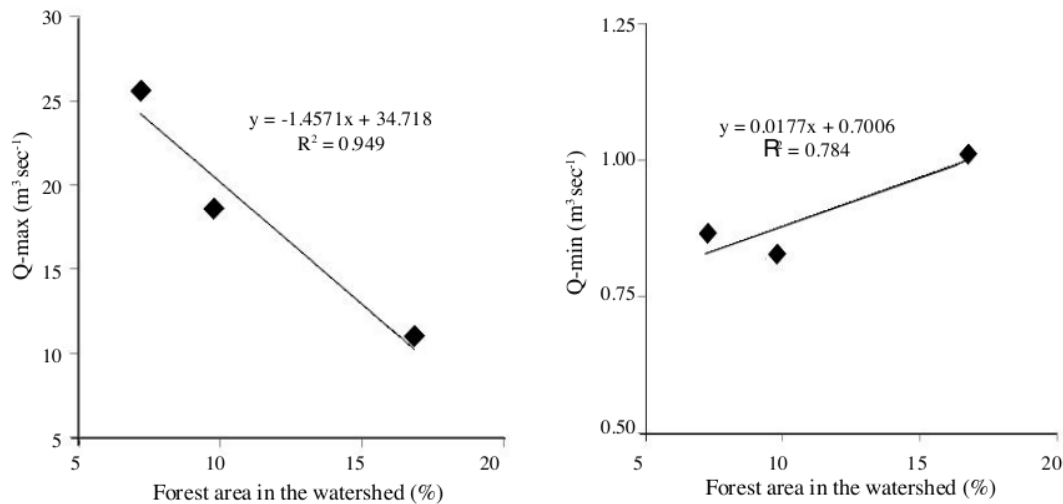 30
25
20
15
10
5
Q-max (m³ sec⁻¹)
y = -1.4571x + 34.718
R² = 0.949
5 10 15 20
Forest area in the watershed (%)
1.25
1.00
0.75
0.50
Q-min (m³ sec⁻¹)
y = 0.0177x + 0.7006
R² = 0.784
5 10 15 20
Forest area in the watershed (%)